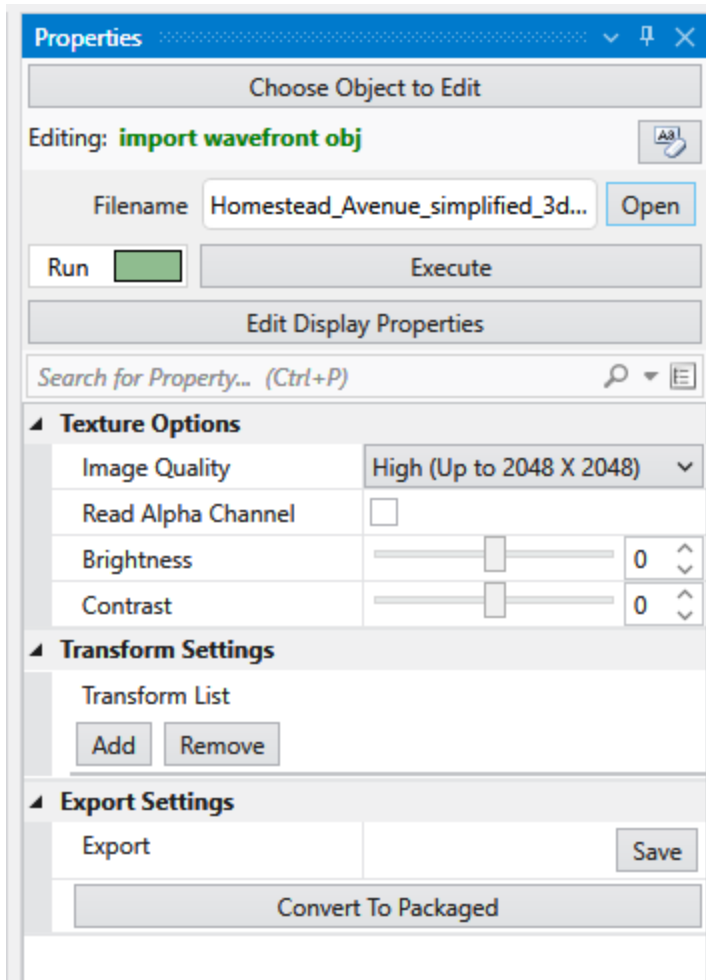 Properties
Choose Object to Edit
Editing: import wavefront obj
Filename Homestead_Avenue_simplified_3d... Open
Run Execute
Edit Display Properties
Search for Property... (Ctrl+P)
Texture Options
Image Quality High (Up to 2048 X 2048)
Read Alpha Channel
Brightness 0
Contrast 0
Transform Settings
Transform List
Add Remove
Export Settings
Export Save
Convert To Packaged